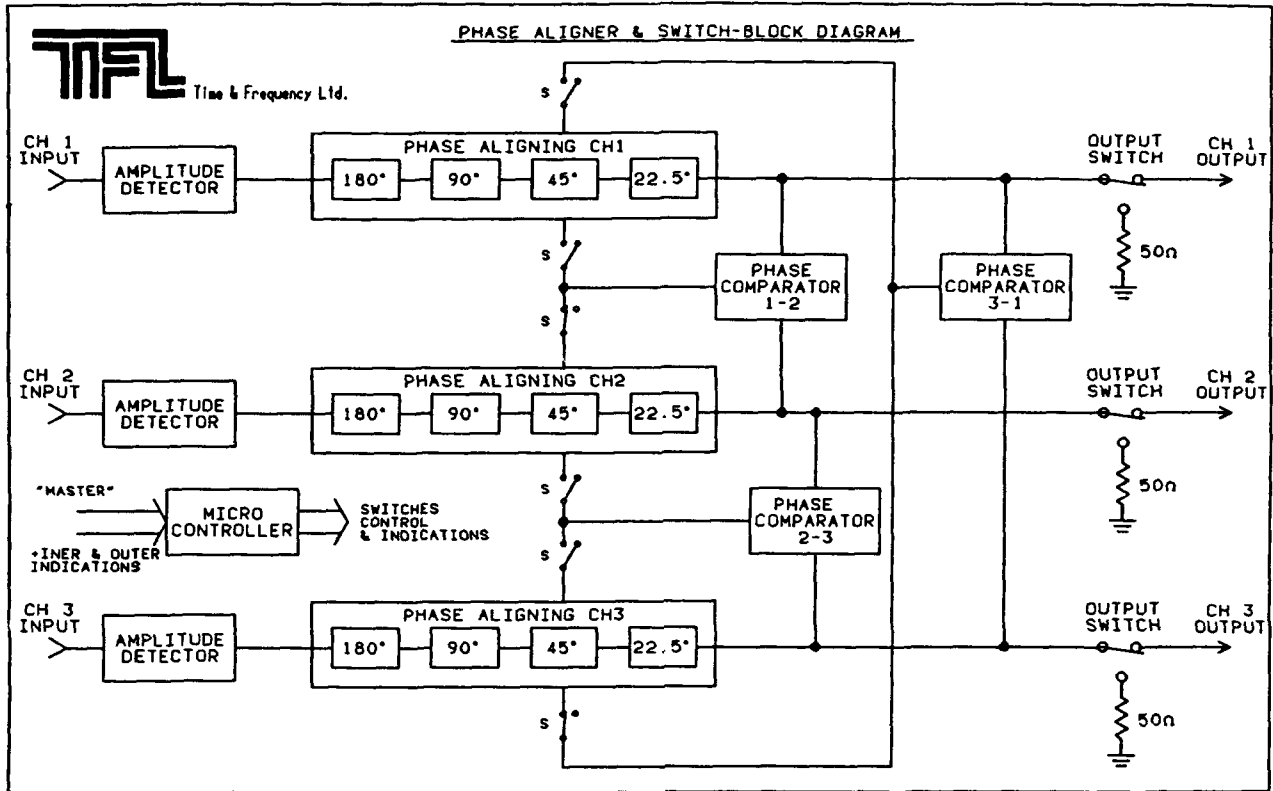 PHASE ALIGNER & SWITCH-BLOCK DIAGRAM
TFL Time & Frequency Ltd.
S
CH 1
INPUT
AMPLITUDE
DETECTOR
PHASE ALIGNING CH1
180° 90° 45° 22.5°
OUTPUT
SWITCH
CH 1
OUTPUT
50Ω
S
PHASE
COMPARATOR
1-2
PHASE
COMPARATOR
3-1
S
CH 2
INPUT
AMPLITUDE
DETECTOR
PHASE ALIGNING CH2
180° 90° 45° 22.5°
OUTPUT
SWITCH
CH 2
OUTPUT
50Ω
"MASTER"
+INER & OUTER
INDICATIONS
MICRO
CONTROLLER
SWITCHES
CONTROL
& INDICATIONS
S
PHASE
COMPARATOR
2-3
S
CH 3
INPUT
AMPLITUDE
DETECTOR
PHASE ALIGNING CH3
180° 90° 45° 22.5°
OUTPUT
SWITCH
CH 3
OUTPUT
50Ω
S